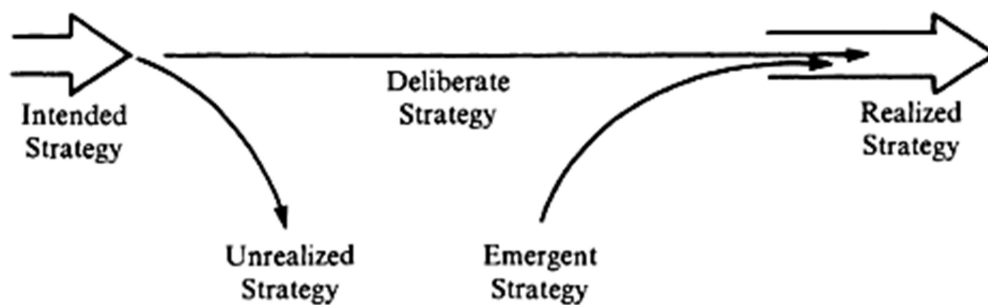 Intended
Strategy
Deliberate
Strategy
Realized
Strategy
Unrealized
Strategy
Emergent
Strategy